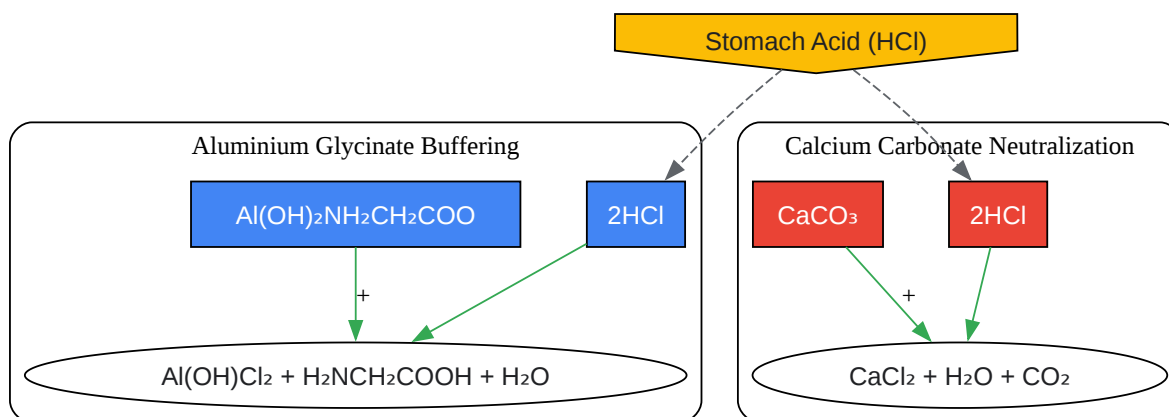 Stomach Acid (HCl)
Aluminium Glycinate Buffering
Calcium Carbonate Neutralization
Al(OH)₂NH₂CH₂COO
2HCl
CaCO₃
2HCl
+
+
Al(OH)Cl₂ + H₂NCH₂COOH + H₂O
CaCl₂ + H₂O + CO₂